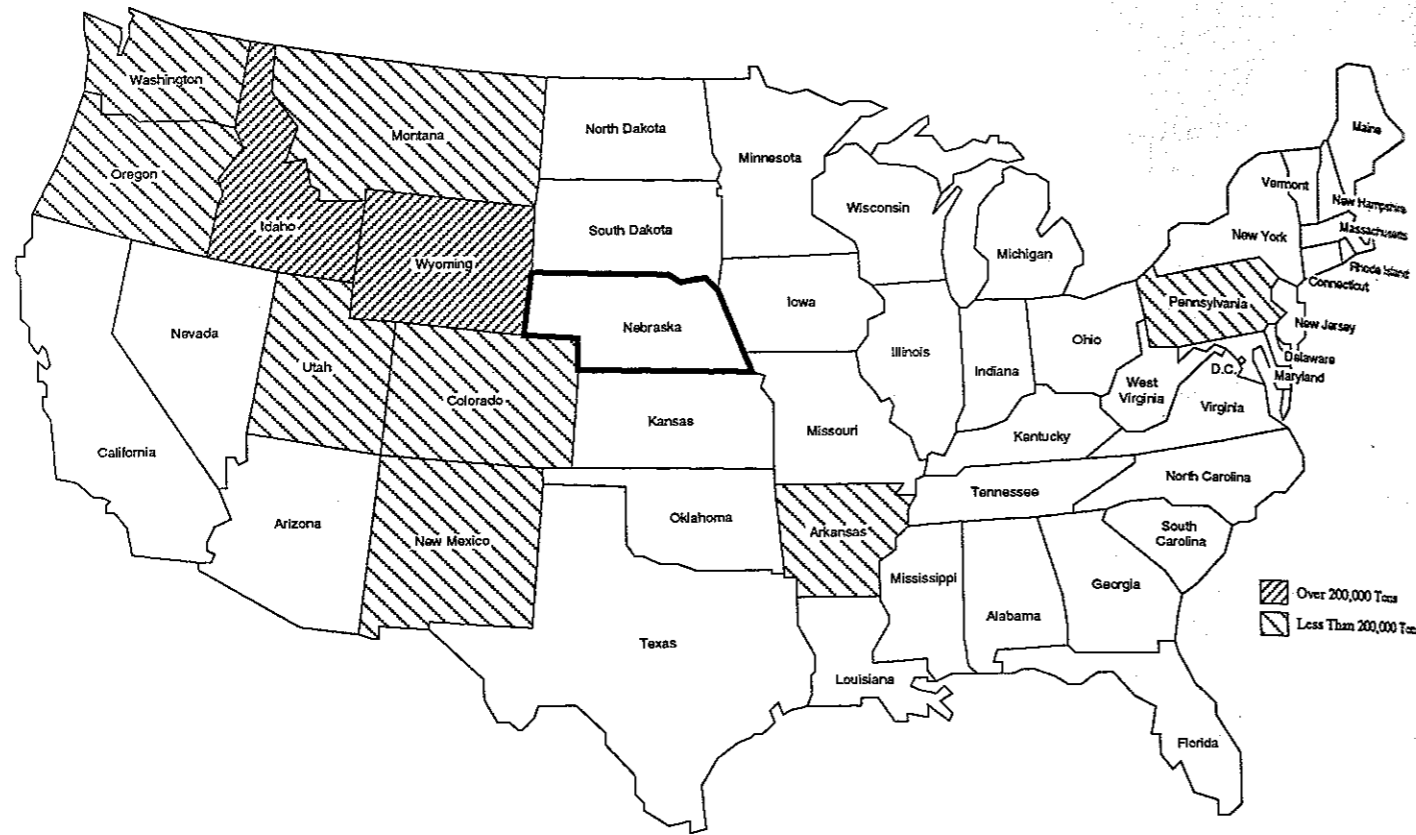 Washington
Montana
North Dakota
Minnesota
Maine
Oregon
Vermont
New Hampshire
Wisconsin
South Dakota
Idaho
Wyoming
Michigan
New York
Massachusetts
Rhode Island
Connecticut
Pennsylvania
Iowa
Nebraska
Nevada
New Jersey
Ohio
Illinois
Delaware
Utah
Indiana
D.C.
Maryland
West
Virginia
Colorado
Virginia
Kansas
Missouri
Kentucky
California
North Carolina
Tennessee
Oklahoma
Arizona
South
Carolina
Arkansas
New Mexico
Mississippi
Georgia
Over 200,000 Tons
Alabama
Less Than 200,000 Ton
Texas
Louisiana
Florida